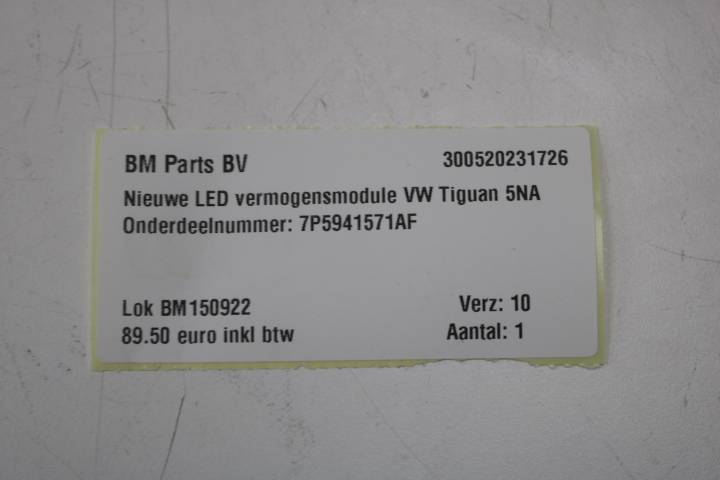 BM Parts BV 300520231726
Nieuwe LED vermogensmodule VW Tiguan 5NA
Onderdeelnummer: 7P5941571AF
Lok BM150922 Verz: 10
89.50 euro inkl btw Aantal: 1